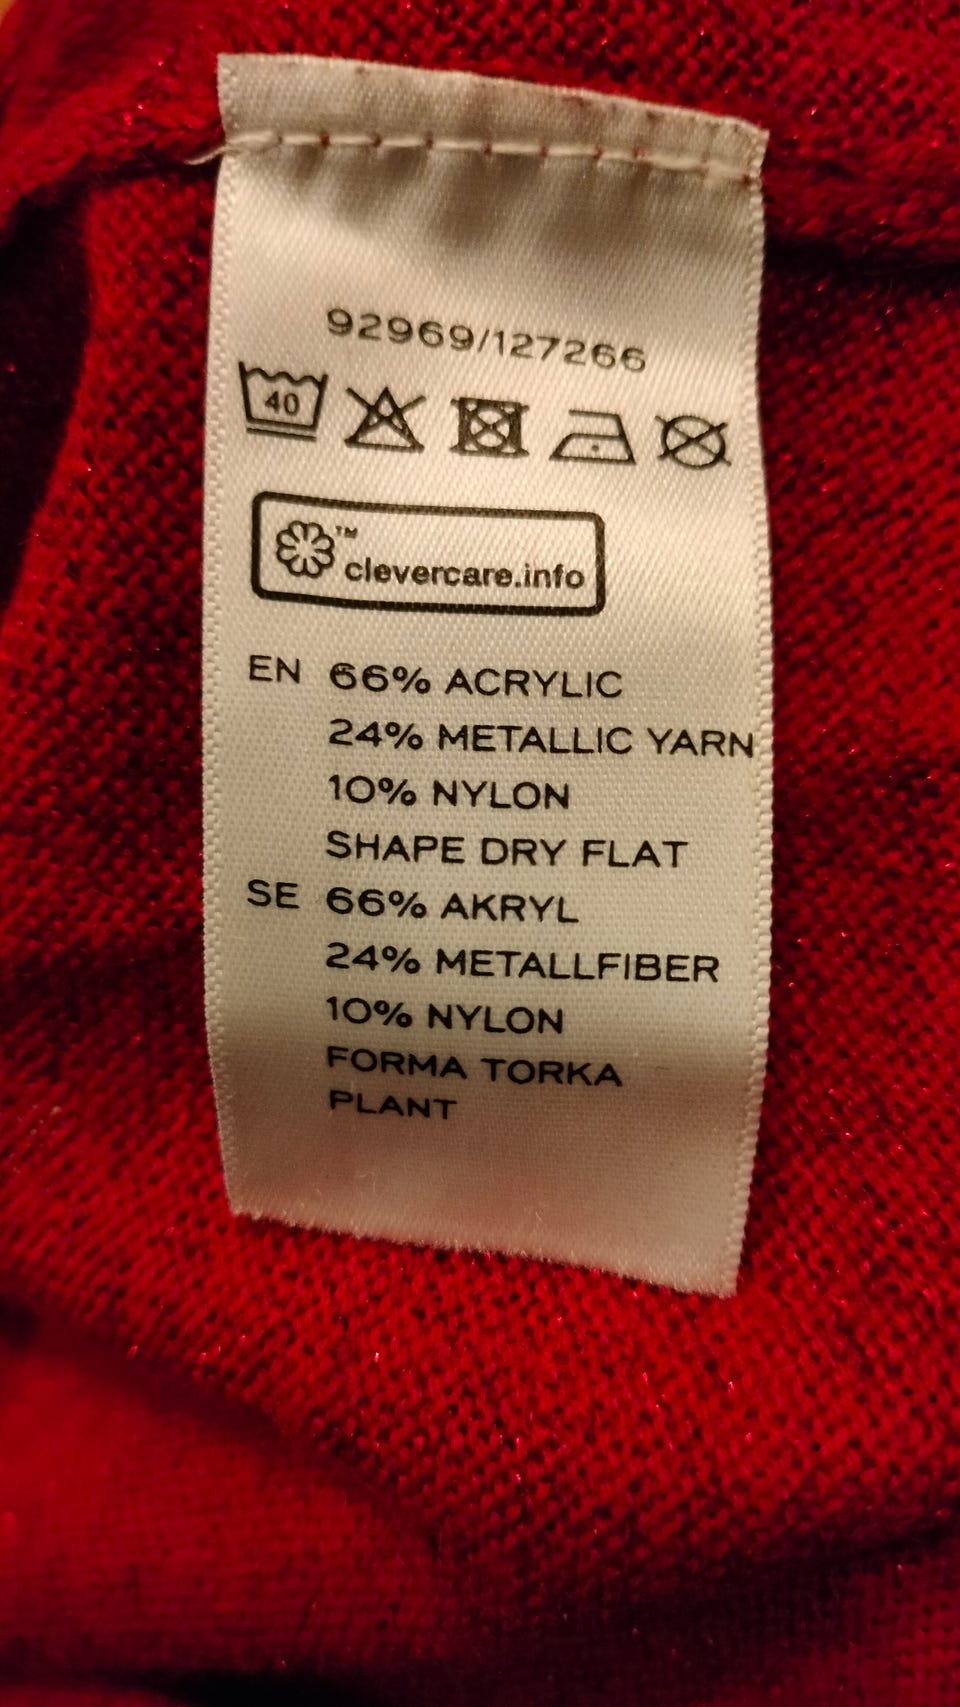 92969/127266
40
™
clevercare.info
EN 66% ACRYLIC
24% METALLIC YARN
10% NYLON
SHAPE DRY FLAT
SE 66% AKRYL
24% METALLFIBER
10% NYLON
FORMA TORKA
PLANT